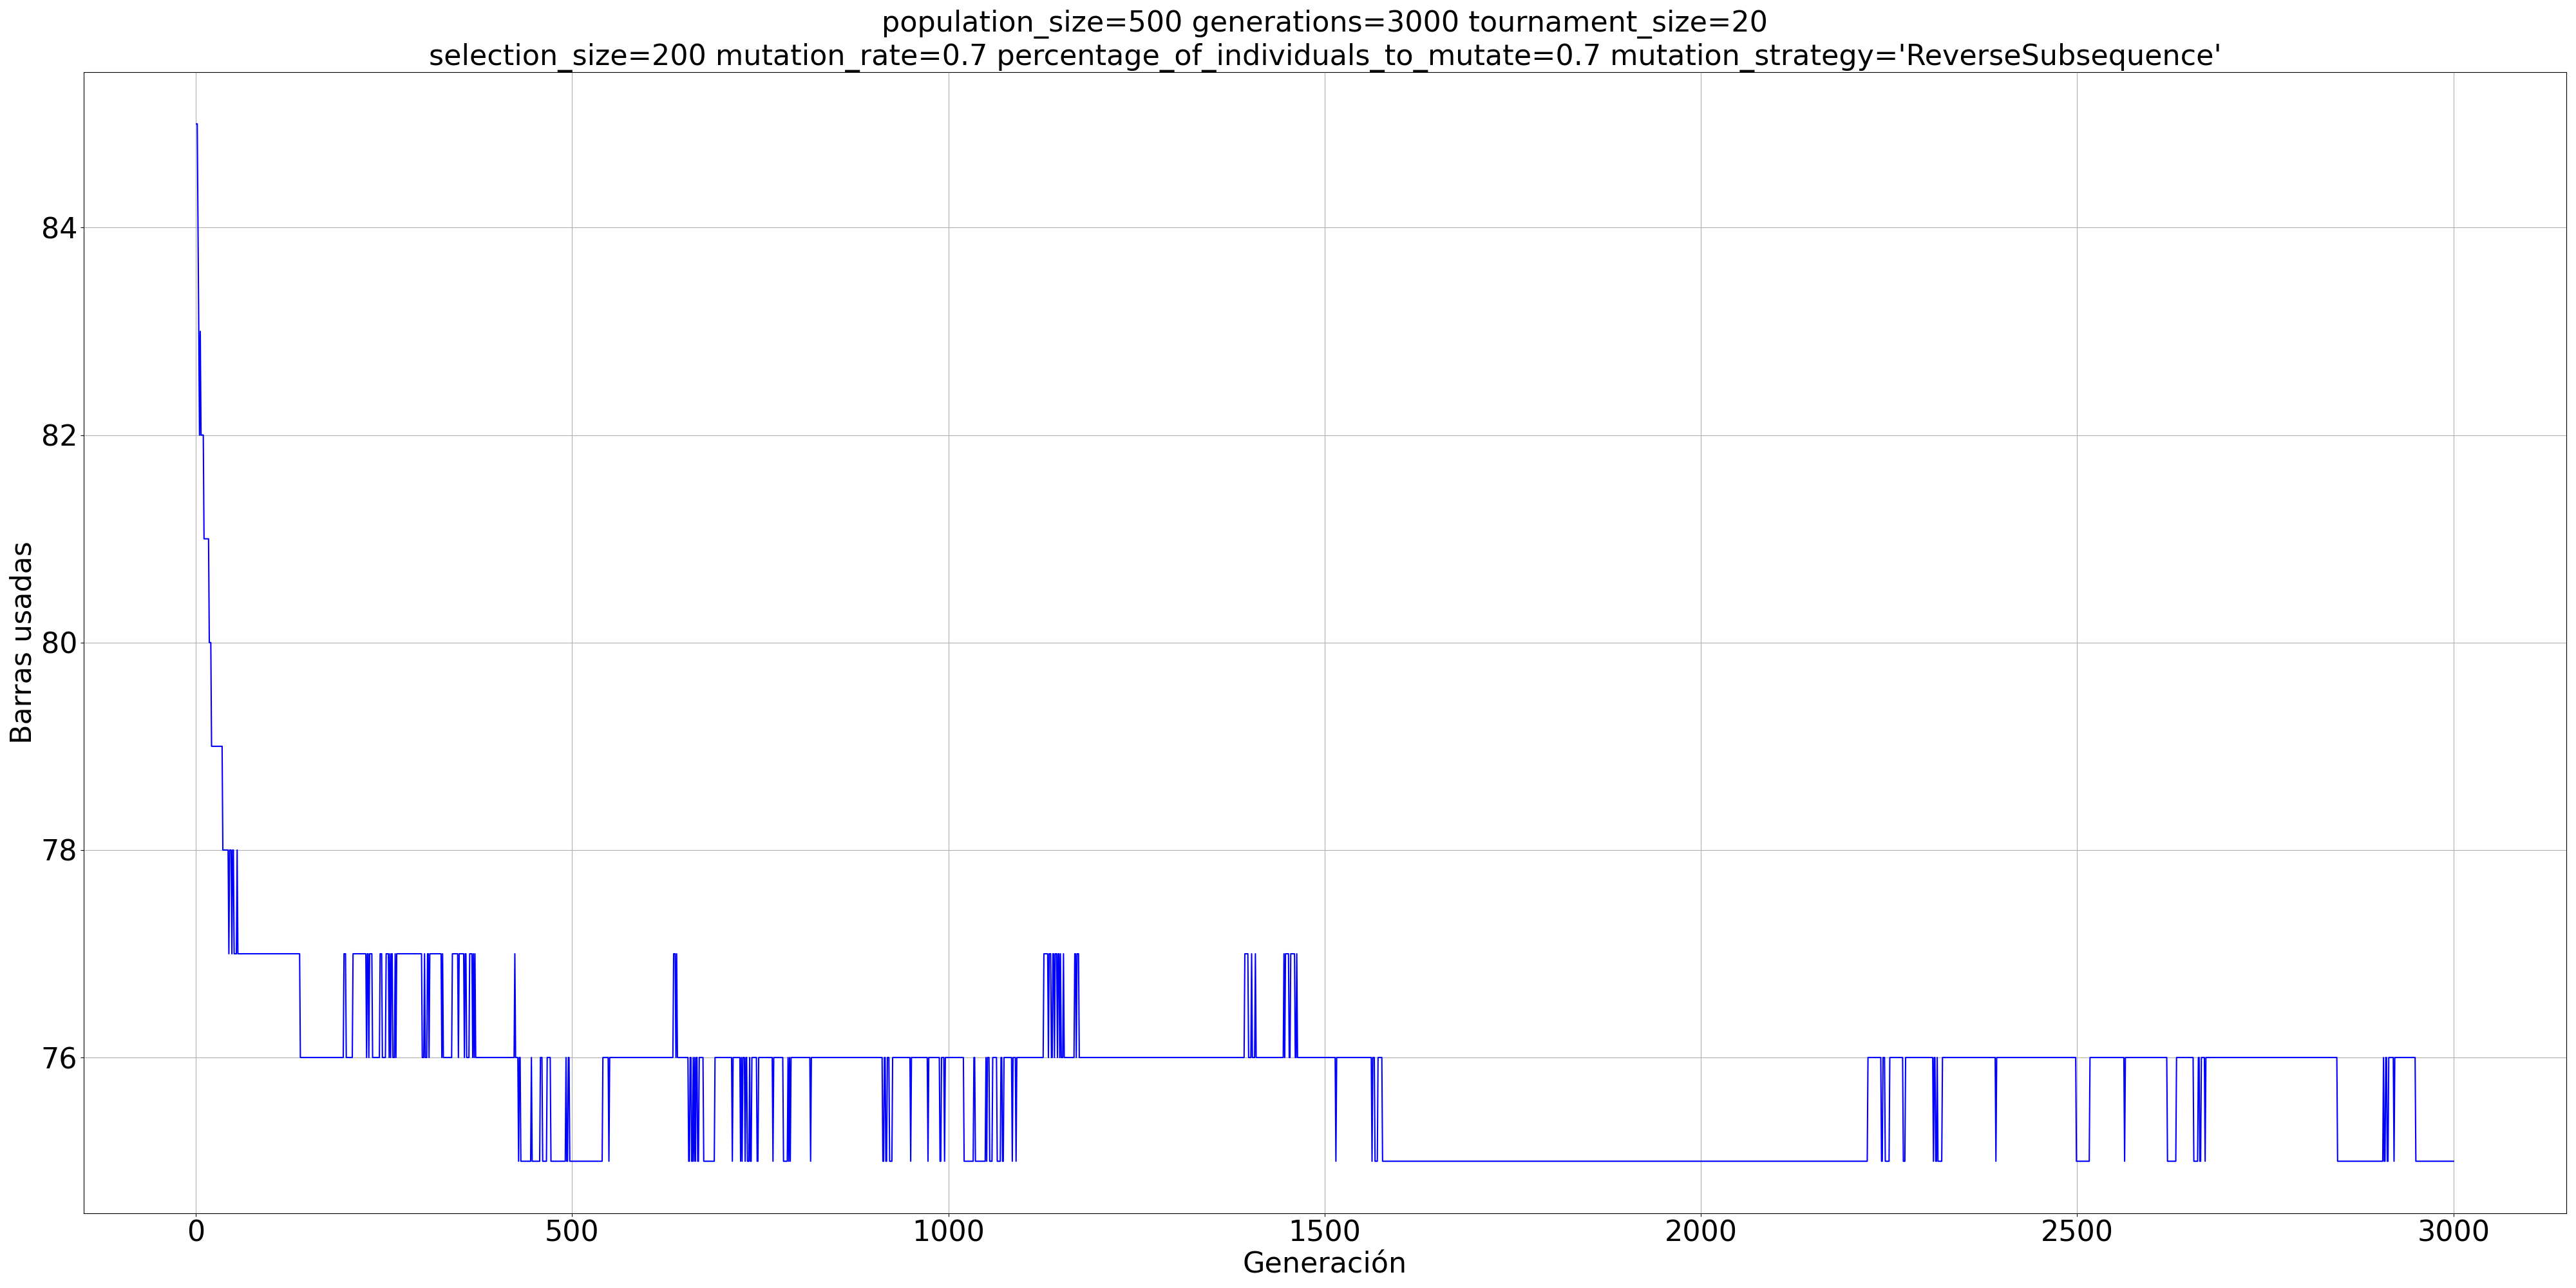 population_size=500 generations=3000 tournament_size=20
selection_size=200 mutation_rate=0.7 percentage_of_individuals_to_mutate=0.7 mutation_strategy='ReverseSubsequence'
Barras usadas
84
82
80
78
76
0 500 1000 1500 2000 2500 3000
Generación